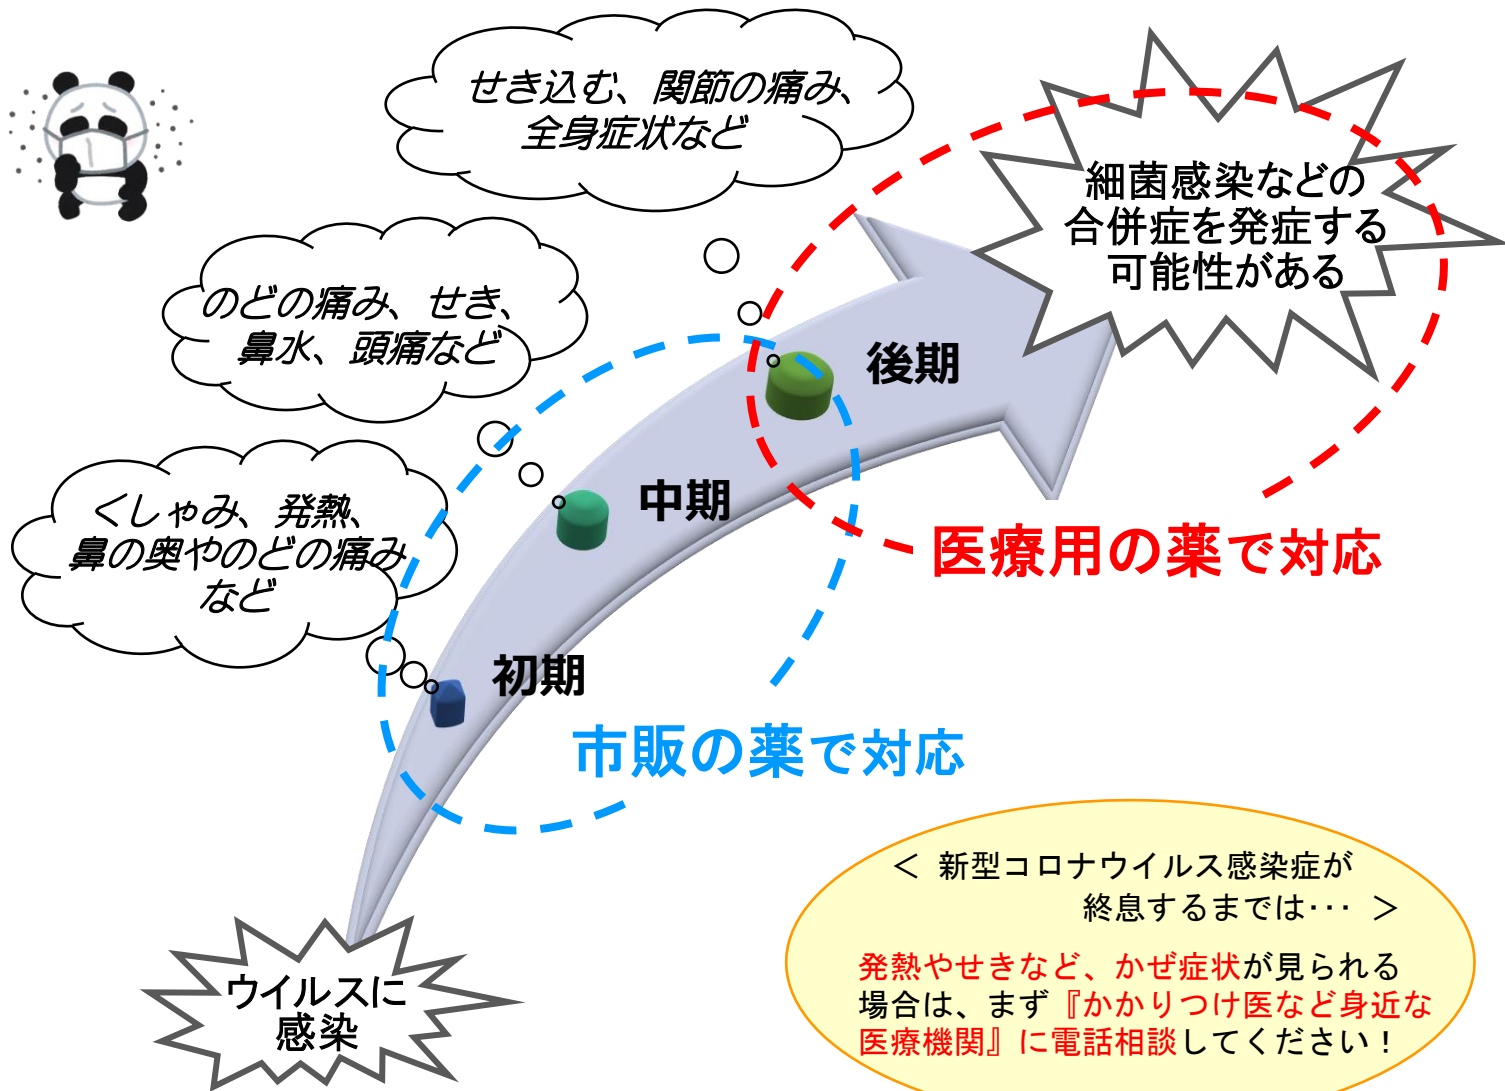 せき込む、関節の痛み、
全身症状など
細菌感染などの
合併症を発症する
可能性がある
のどの痛み、せき、
鼻水、頭痛など
後期
くしゃみ、発熱、
鼻の奥やのどの痛み
など
中期
医療用の薬で対応
初期
市販の薬で対応
ウイルスに
感染
＜ 新型コロナウイルス感染症が
終息するまでは･･･ ＞
発熱やせきなど、かぜ症状が見られる
場合は、まず『かかりつけ医など身近な
医療機関』に電話相談してください！